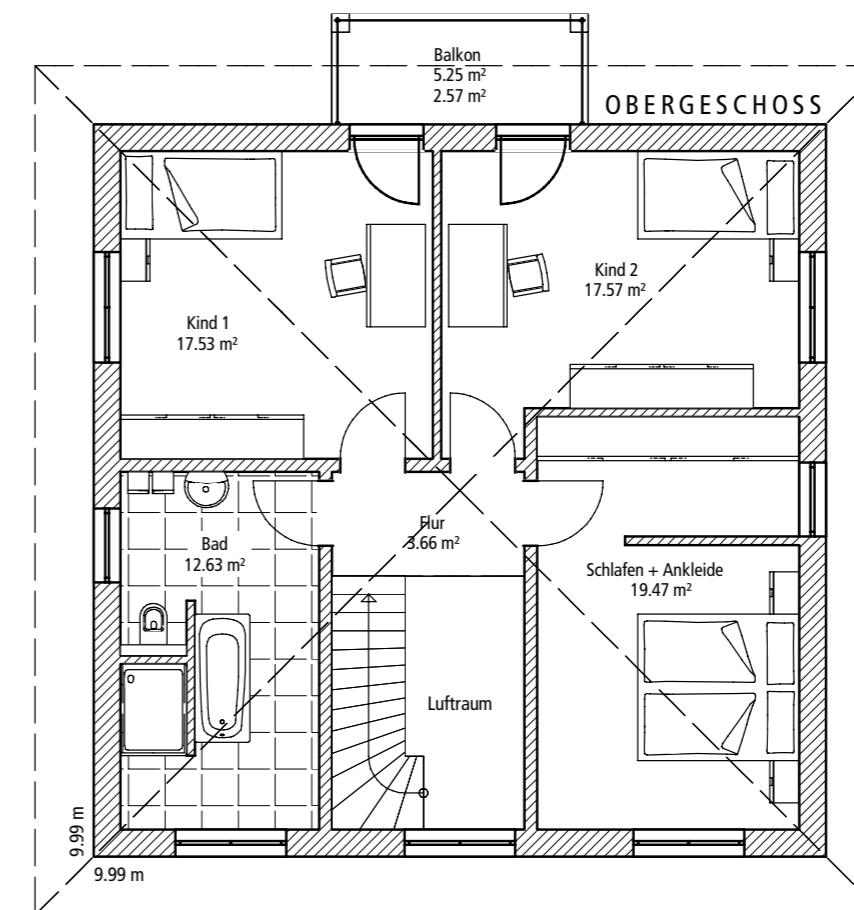 Balkon
5.25 m²
2.57 m²
OBERGESCHOSS
Kind 2
17.57 m²
Kind 1
17.53 m²
Flur
3.66 m²
Bad
12.63 m²
Schlafen + Ankleide
19.47 m²
Luftraum
9.99 m
9.99 m